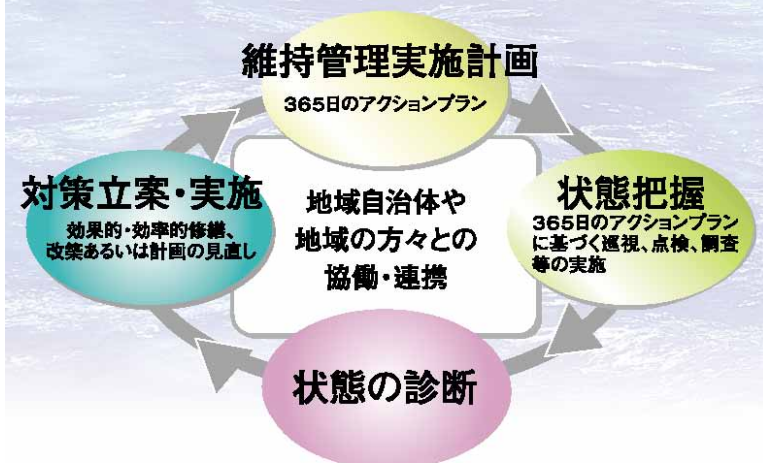 維持管理実施計画
365日のアクションプラン
対策立案・実施
効果的・効率的修繕、
改築あるいは計画の見直し
地域自治体や
地域の方々との
協働・連携
状態把握
365日のアクションプラン
に基づく巡視、点検、調査
等の実施
状態の診断